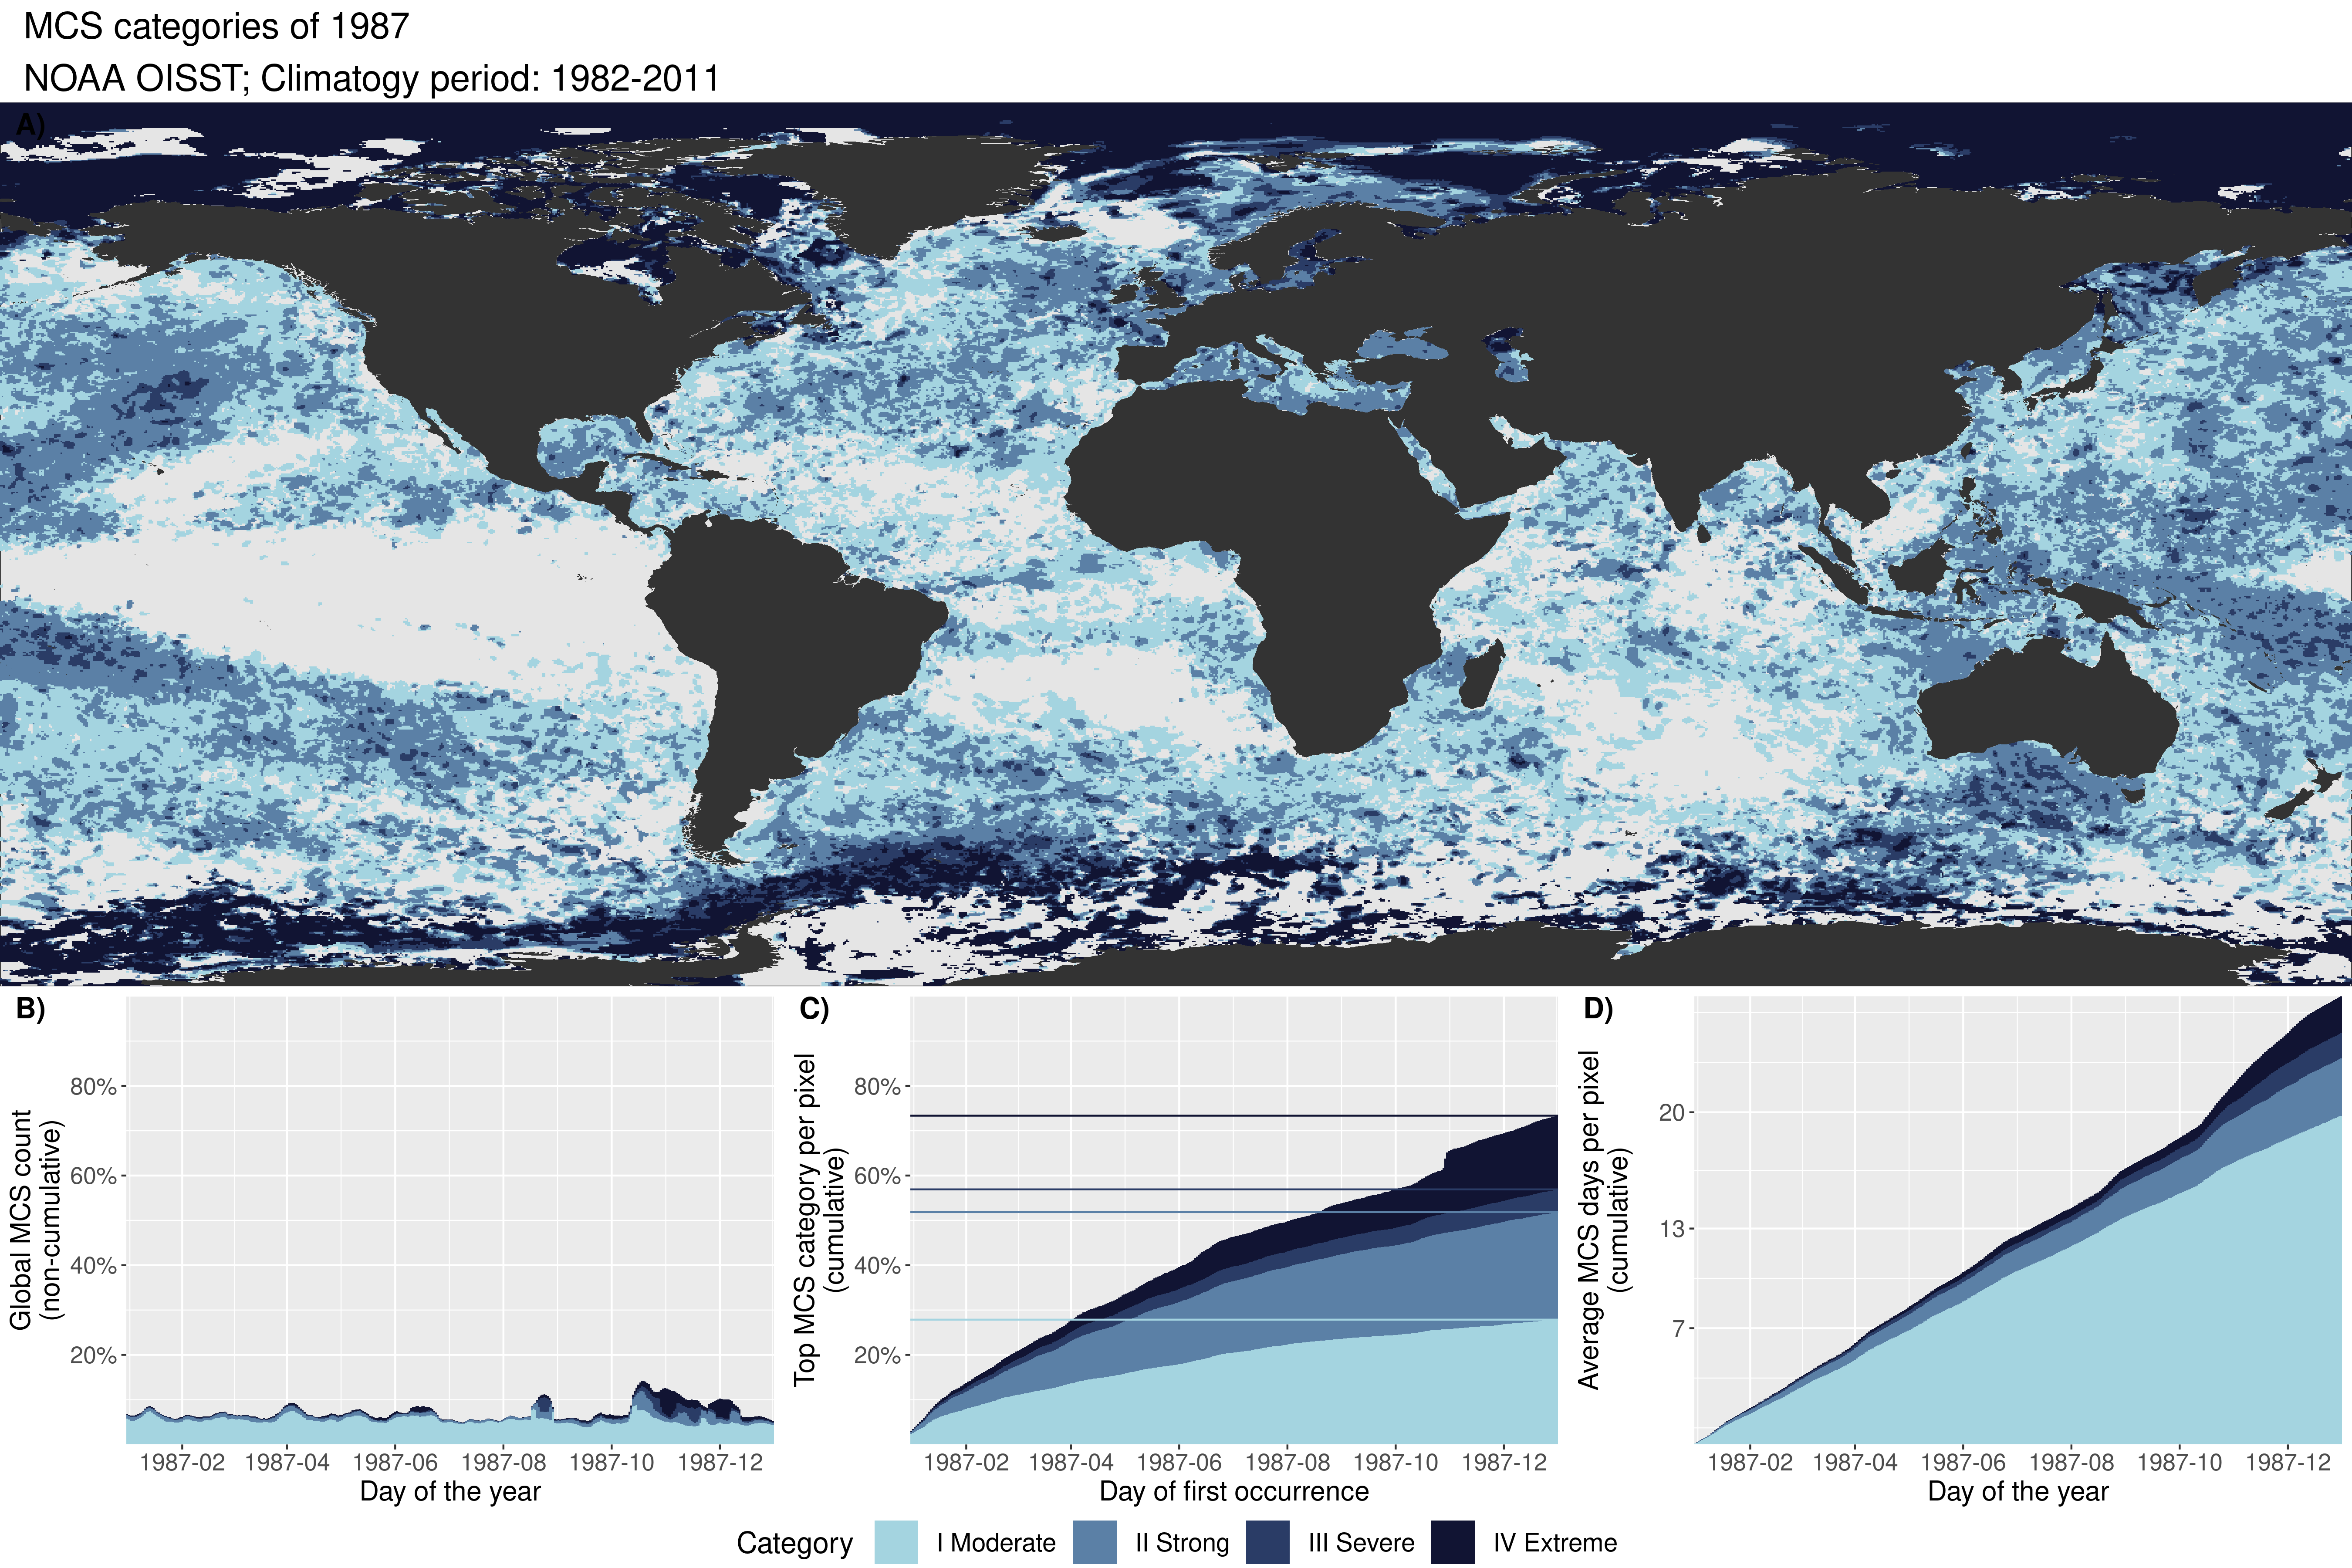 MCS categories of 1987
NOAA OISST; Climatogy period: 1982-2011
A)
B)
Global MCS count
(non-cumulative)
80%
60%
40%
20%
1987-02 1987-04 1987-06 1987-08 1987-10 1987-12
Day of the year
C)
Top MCS category per pixel
(cumulative)
80%
60%
40%
20%
1987-02 1987-04 1987-06 1987-08 1987-10 1987-12
Day of first occurrence
D)
Average MCS days per pixel
(cumulative)
20
13
7
1987-02 1987-04 1987-06 1987-08 1987-10 1987-12
Day of the year
Category I Moderate II Strong III Severe IV Extreme